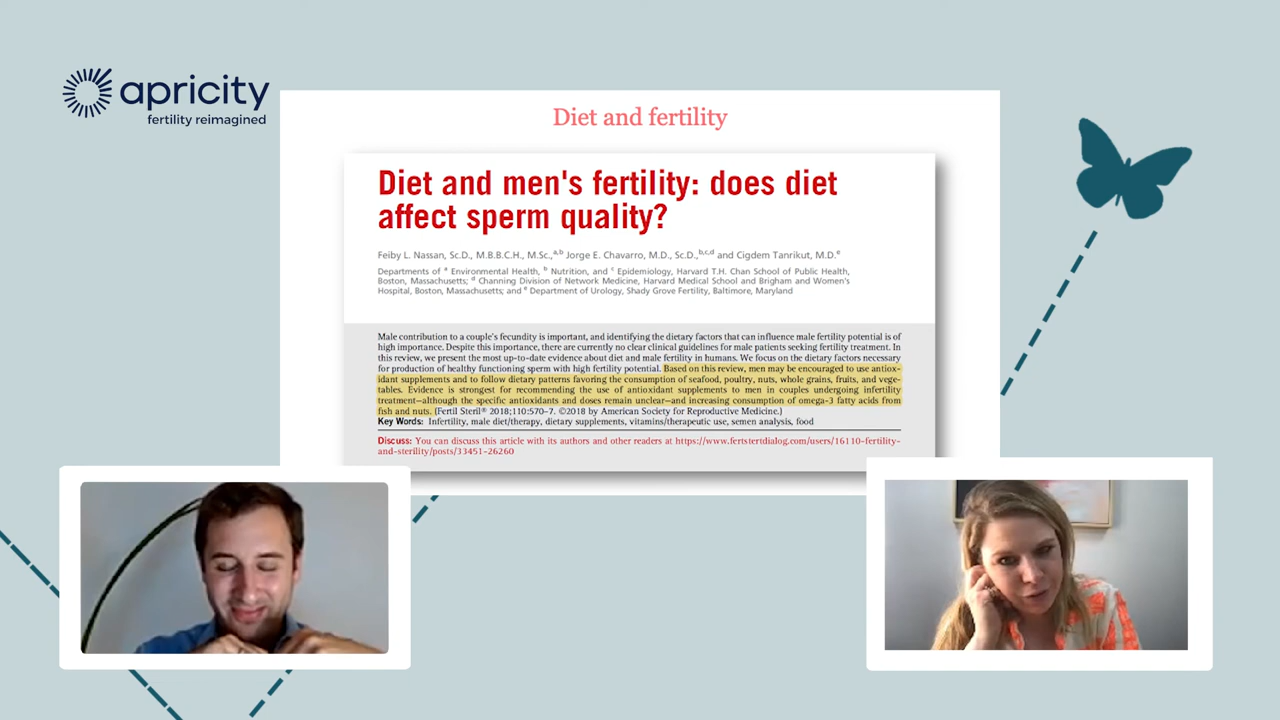 apricity
fertility reimagined
Diet and fertility
Diet and men's fertility: does diet
affect sperm quality?
Feiby L. Nassan, Sc.D., M.B.B.C.H., M.Sc.,a,b Jorge E. Chavarro, M.D., Sc.D.,b,c,d and Cigdem Tanrikut, M.D.e
Departments of a Environmental Health, b Nutrition, and c Epidemiology, Harvard T.H. Chan School of Public Health,
Boston, Massachusetts; d Channing Division of Network Medicine, Harvard Medical School and Brigham and Women's
Hospital, Boston, Massachusetts; and e Department of Urology, Shady Grove Fertility, Baltimore, Maryland
Male contribution to a couple's fecundity is important, and identifying the dietary factors that can influence male fertility potential is of
high importance. Despite this importance, there are currently no clear clinical guidelines for male patients seeking fertility treatment. In
this review, we present the most up-to-date evidence about diet and male fertility in humans. We focus on the dietary factors necessary
for production of healthy functioning sperm with high fertility potential. Based on this review, men may be encouraged to use antiox-
idant supplements and to follow dietary patterns favoring the consumption of seafood, poultry, nuts, whole grains, fruits, and vege-
tables. Evidence is strongest for recommending the use of antioxidant supplements to men in couples undergoing infertility
treatment—although the specific antioxidants and doses remain unclear—and increasing consumption of omega-3 fatty acids from
fish and nuts. (Fertil Steril® 2018;110:570–7. ©2018 by American Society for Reproductive Medicine.)
Key Words: Infertility, male diet/therapy, dietary supplements, vitamins/therapeutic use, semen analysis, food
Discuss: You can discuss this article with its authors and other readers at https://www.fertstertdialog.com/users/16110-fertility-
and-sterility/posts/33451-26260